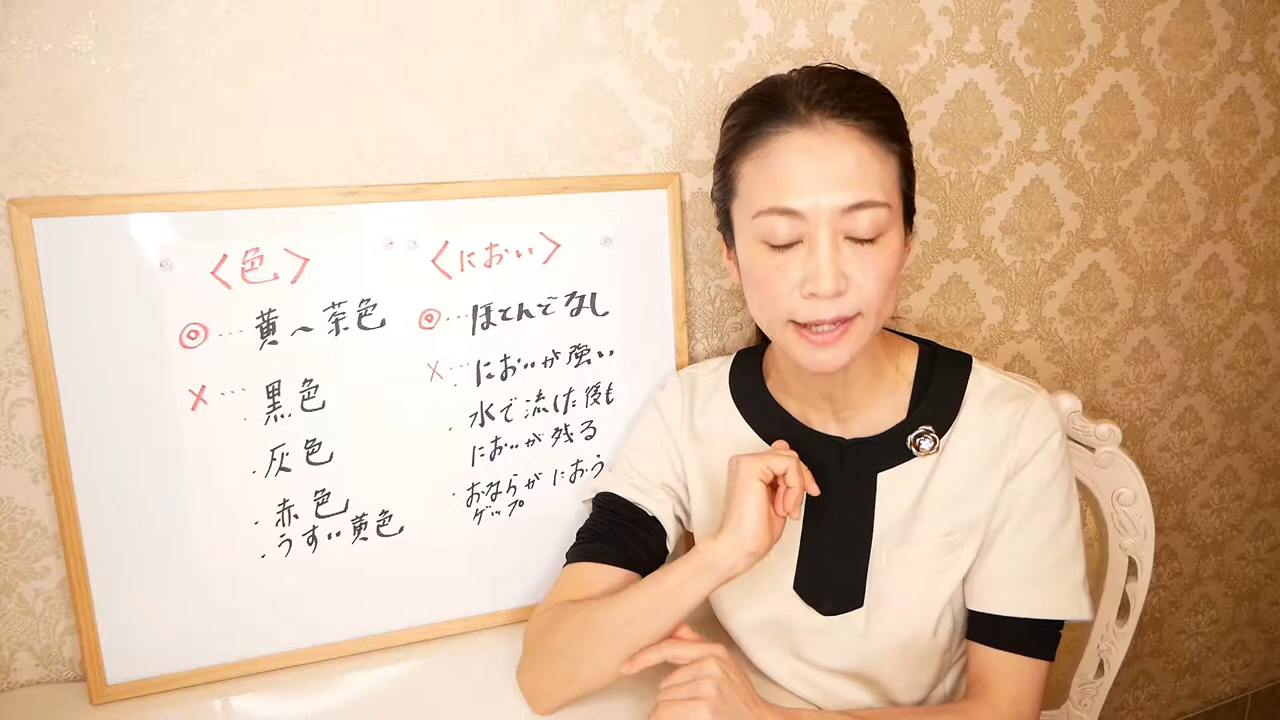 〈色〉
◎…黄～茶色
×…黒色
・灰色
・赤色
・うすい黄色
〈におい〉
◎…ほとんどなし
×…においが強い
・水で流した後も
においが残る
・おならがにおう
ゲップ